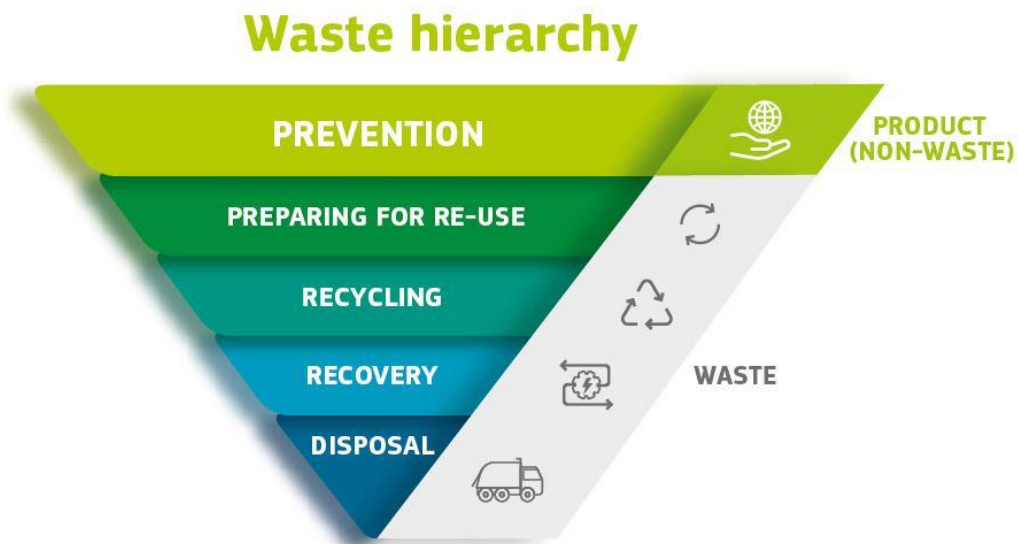 Waste hierarchy
PREVENTION
PRODUCT
(NON-WASTE)
PREPARING FOR RE-USE
RECYCLING
RECOVERY
WASTE
DISPOSAL